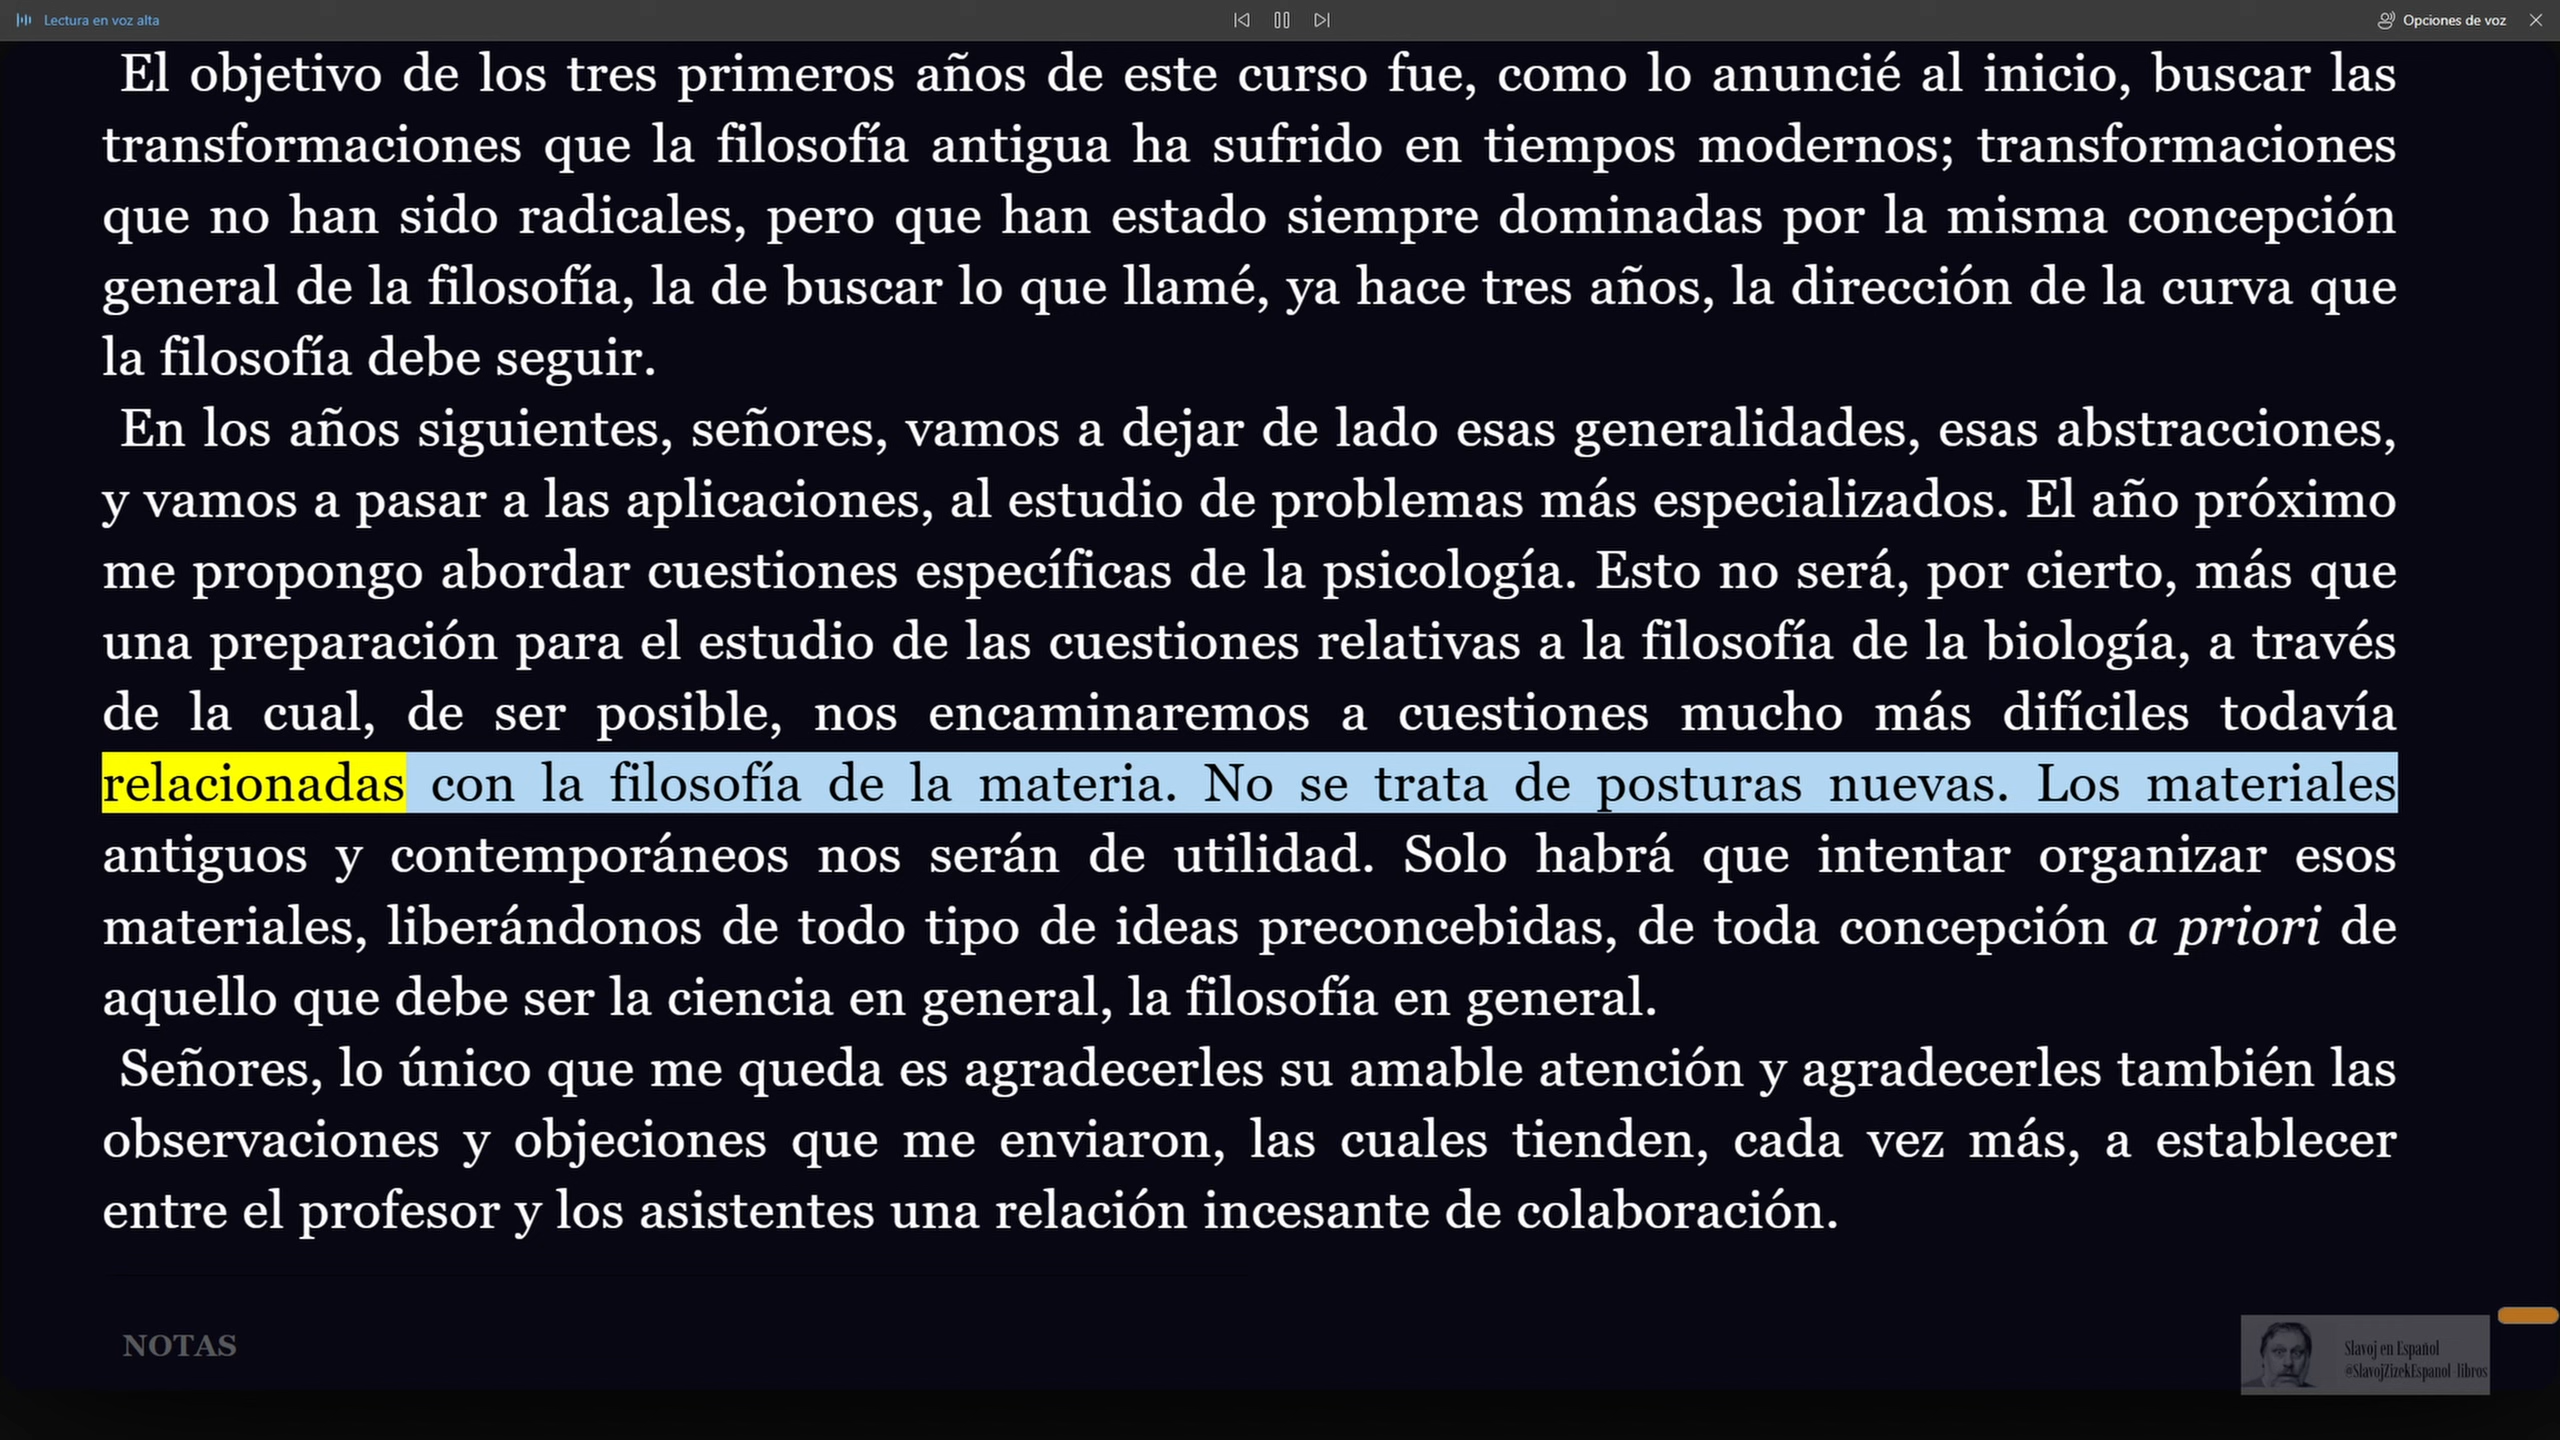 Lectura en voz alta
Opciones de voz
El objetivo de los tres primeros años de este curso fue, como lo anuncié al inicio, buscar las
transformaciones que la filosofía antigua ha sufrido en tiempos modernos; transformaciones
que no han sido radicales, pero que han estado siempre dominadas por la misma concepción
general de la filosofía, la de buscar lo que llamé, ya hace tres años, la dirección de la curva que
la filosofía debe seguir.
En los años siguientes, señores, vamos a dejar de lado esas generalidades, esas abstracciones,
y vamos a pasar a las aplicaciones, al estudio de problemas más especializados. El año próximo
me propongo abordar cuestiones específicas de la psicología. Esto no será, por cierto, más que
una preparación para el estudio de las cuestiones relativas a la filosofía de la biología, a través
de la cual, de ser posible, nos encaminaremos a cuestiones mucho más difíciles todavía
relacionadas con la filosofía de la materia. No se trata de posturas nuevas. Los materiales
antiguos y contemporáneos nos serán de utilidad. Solo habrá que intentar organizar esos
materiales, liberándonos de todo tipo de ideas preconcebidas, de toda concepción a priori de
aquello que debe ser la ciencia en general, la filosofía en general.
Señores, lo único que me queda es agradecerles su amable atención y agradecerles también las
observaciones y objeciones que me enviaron, las cuales tienden, cada vez más, a establecer
entre el profesor y los asistentes una relación incesante de colaboración.
NOTAS
Slavoj en Español
@SlavojZizekEspanol-libros